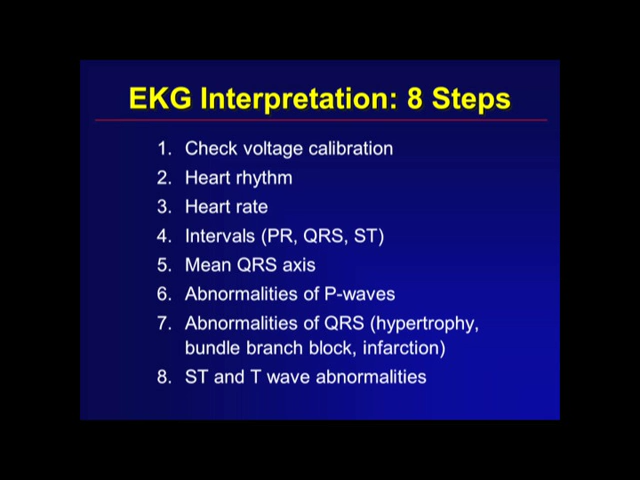 EKG Interpretation: 8 Steps
1. Check voltage calibration
2. Heart rhythm
3. Heart rate
4. Intervals (PR, QRS, ST)
5. Mean QRS axis
6. Abnormalities of P-waves
7. Abnormalities of QRS (hypertrophy,
bundle branch block, infarction)
8. ST and T wave abnormalities